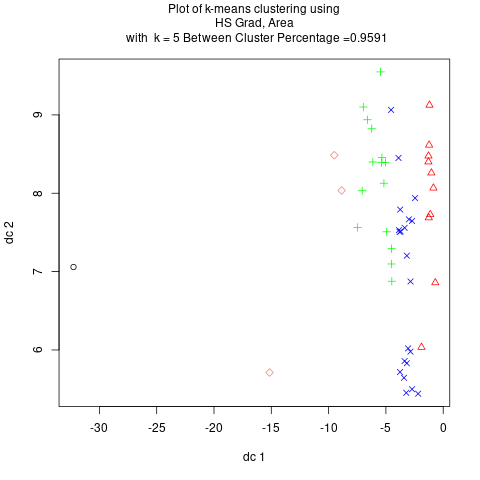 Plot of k-means clustering using
HS Grad, Area
with  k = 5 Between Cluster Percentage =0.9591
dc 2
9
8
7
6
-30
-25
-20
-15
-10
-5
0
dc 1